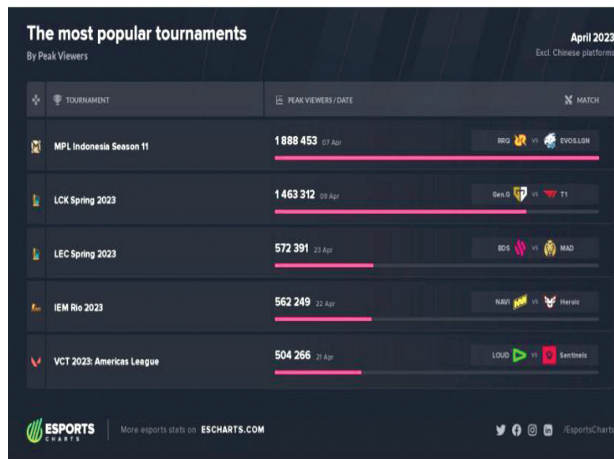 The most popular tournaments
By Peak Viewers
April 2023
Excl. Chinese platforms
TOURNAMENT PEAK VIEWERS/DATE MATCH
MPL Indonesia Season 11 1 888 453 07 Apr RRQ VS EVOS.LGN
LCK Spring 2023 1 463 312 09 Apr Gen.G VS T1
LEC Spring 2023 572 391 23 Apr BDS VS MAD
IEM Rio 2023 562 249 22 Apr NAVI VS Heroic
VCT 2023: Americas League 504 266 21 Apr LOUD VS Sentinels
ESPORTS CHARTS More esports stats on ESCHARTS.COM /EsportsCharts